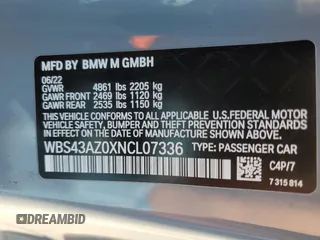 MFD BY BMW M GMBH
06/22
GVWR 4861 lbs 2205 kg
GAWR FRONT 2469 lbs 1120 kg
GAWR REAR 2535 lbs 1150 kg
THIS VEHICLE CONFORMS TO ALL APPLICABLE U.S. FEDERAL MOTOR
VEHICLE SAFETY, BUMPER, AND THEFT PREVENTION STANDARDS IN
EFFECT ON THE DATE OF MANUFACTURE SHOWN ABOVE.
WBS43AZ0XNCL07336 TYPE: PASSENGER CAR
C4P/7
7 315 814
DREAMBID